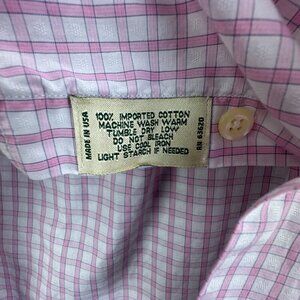 MADE IN USA
100% IMPORTED COTTON
MACHINE WASH WARM
TUMBLE DRY LOW
DO NOT BLEACH
USE COOL IRON
LIGHT STARCH IF NEEDED
RN 63620